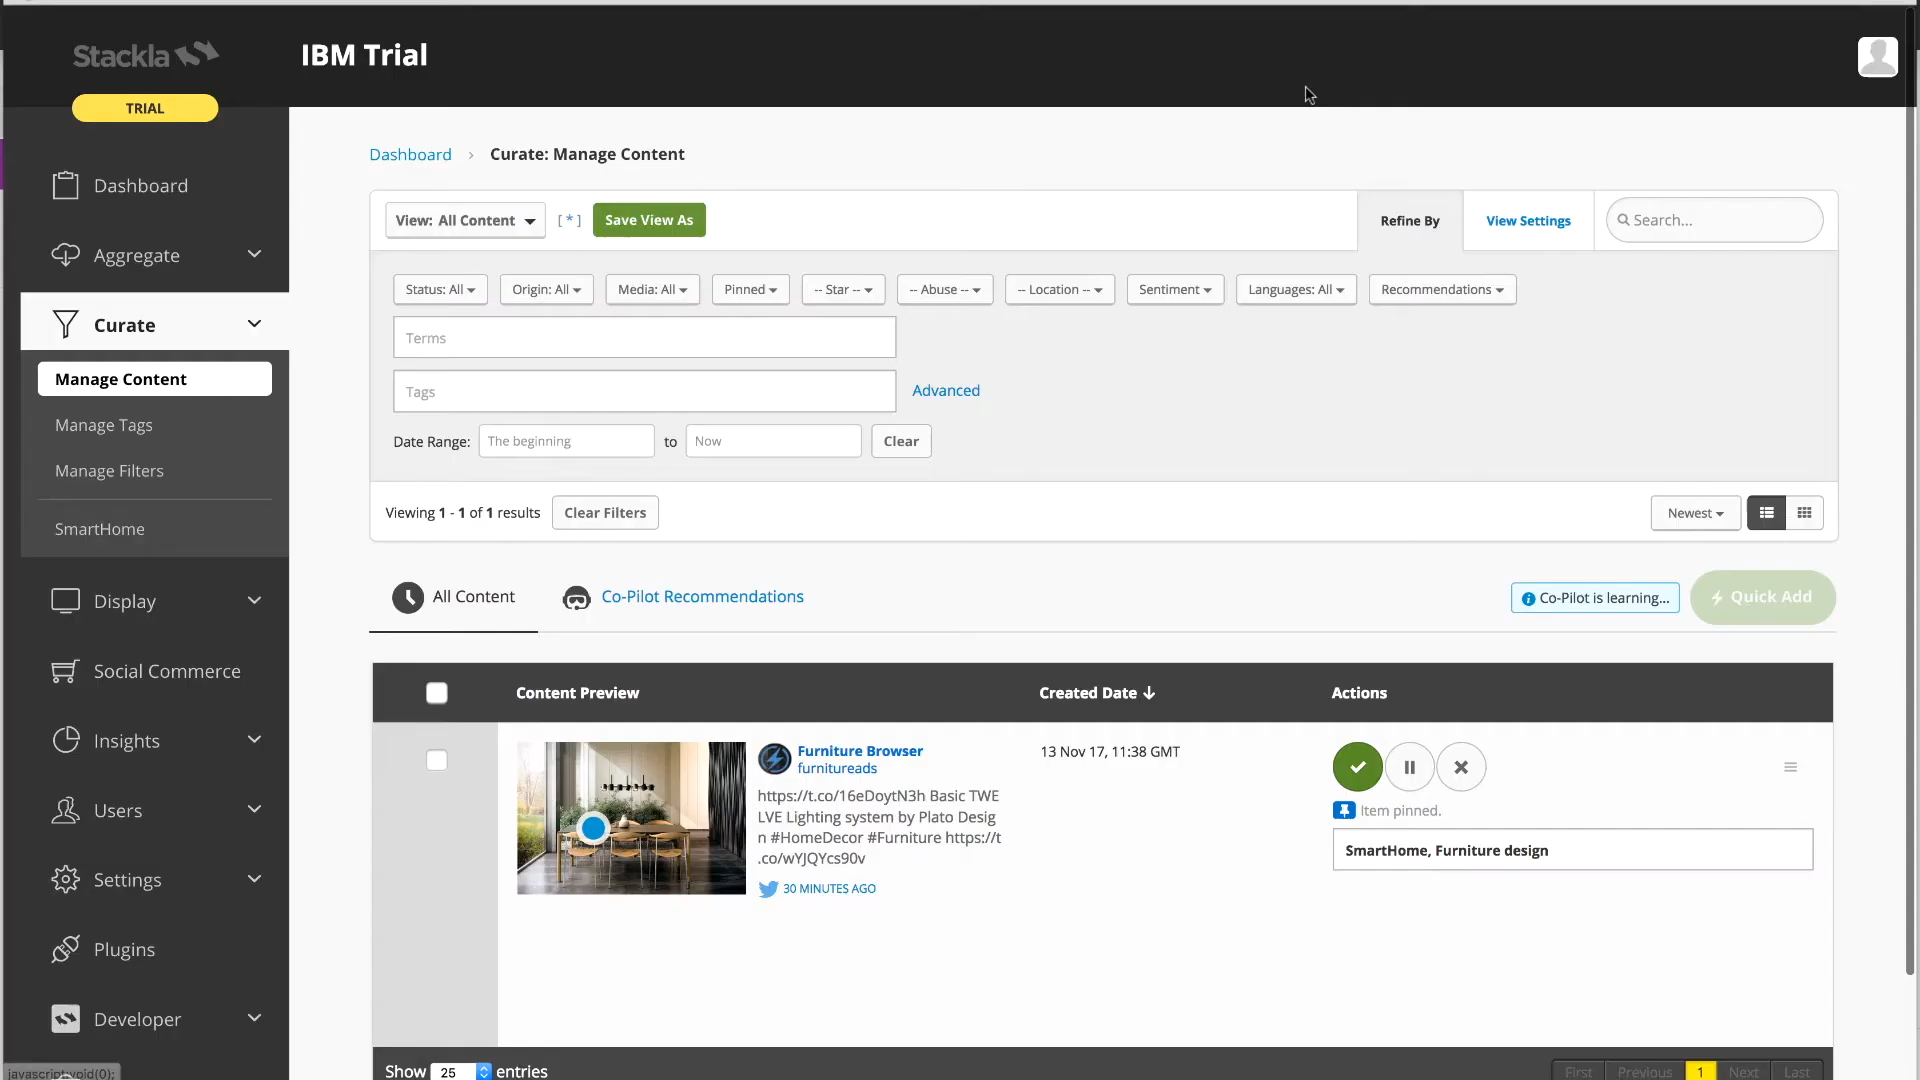 Stackla
IBM Trial
TRIAL
Dashboard
Aggregate
Curate
Manage Content
Manage Tags
Manage Filters
SmartHome
Display
Social Commerce
Insights
Users
Settings
Plugins
Developer
javascript:void(0);
Dashboard › Curate: Manage Content
View: All Content [*] Save View As
Refine By View Settings Search...
Status: All Origin: All Media: All Pinned -- Star -- -- Abuse -- -- Location -- Sentiment Languages: All Recommendations
Terms
Tags Advanced
Date Range: The beginning to Now Clear
Viewing 1 - 1 of 1 results Clear Filters Newest
All Content Co-Pilot Recommendations Co-Pilot is learning... Quick Add
Content Preview Created Date Actions
Furniture Browser
furnitureads
https://t.co/16eDoytN3h Basic TWE
LVE Lighting system by Plato Desig
n #HomeDecor #Furniture https://t
.co/wYJQYcs90v
30 MINUTES AGO
13 Nov 17, 11:38 GMT
Item pinned.
SmartHome, Furniture design
Show 25 entries First Previous 1 Next Last